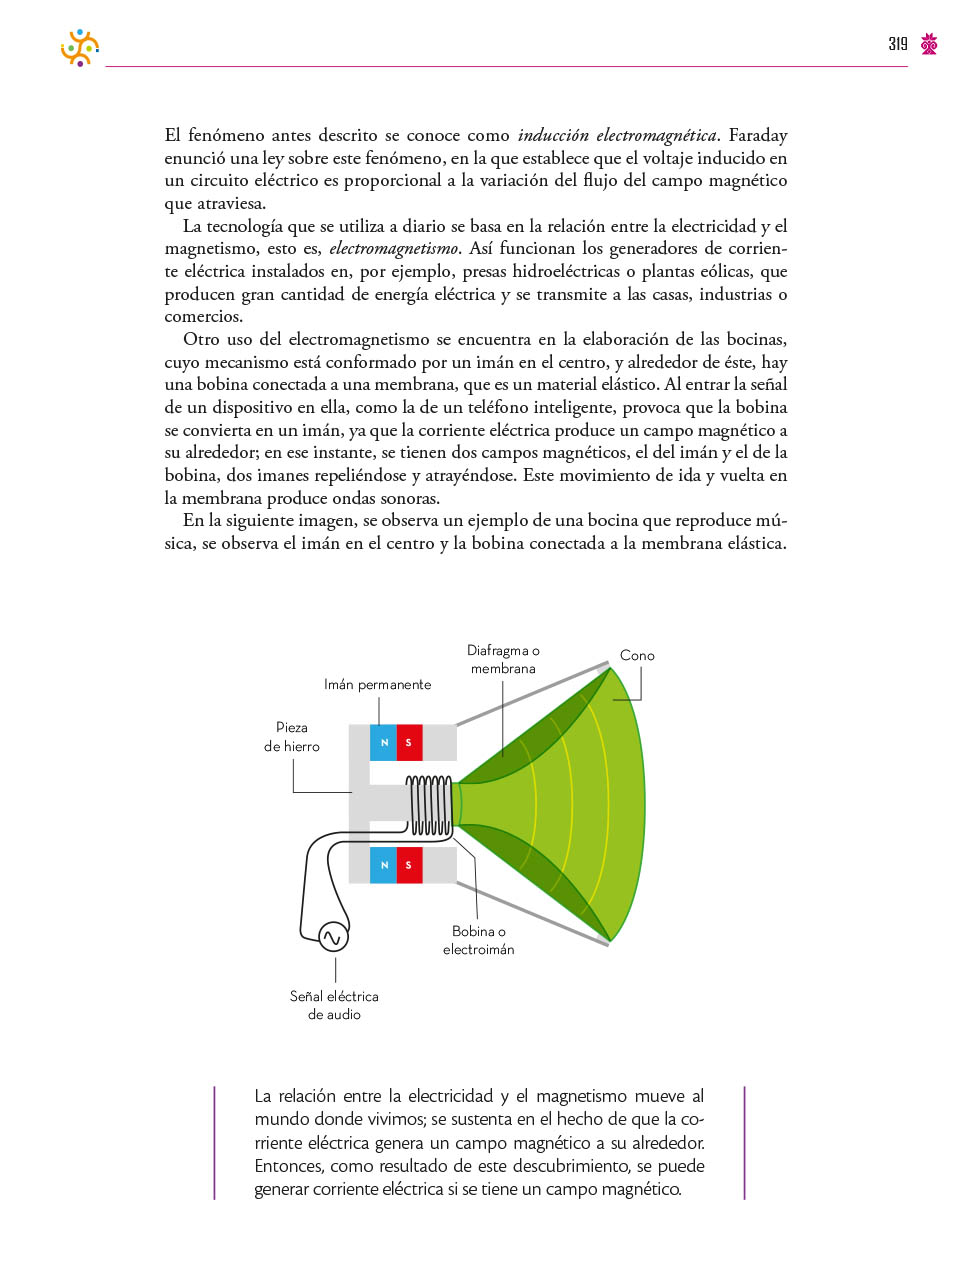 319
El fenómeno antes descrito se conoce como inducción electromagnética. Faraday
enunció una ley sobre este fenómeno, en la que establece que el voltaje inducido en
un circuito eléctrico es proporcional a la variación del flujo del campo magnético
que atraviesa.
La tecnología que se utiliza a diario se basa en la relación entre la electricidad y el
magnetismo, esto es, electromagnetismo. Así funcionan los generadores de corrien-
te eléctrica instalados en, por ejemplo, presas hidroeléctricas o plantas eólicas, que
producen gran cantidad de energía eléctrica y se transmite a las casas, industrias o
comercios.
Otro uso del electromagnetismo se encuentra en la elaboración de las bocinas,
cuyo mecanismo está conformado por un imán en el centro, y alrededor de éste, hay
una bobina conectada a una membrana, que es un material elástico. Al entrar la señal
de un dispositivo en ella, como la de un teléfono inteligente, provoca que la bobina
se convierta en un imán, ya que la corriente eléctrica produce un campo magnético a
su alrededor; en ese instante, se tienen dos campos magnéticos, el del imán y el de la
bobina, dos imanes repeliéndose y atrayéndose. Este movimiento de ida y vuelta en
la membrana produce ondas sonoras.
En la siguiente imagen, se observa un ejemplo de una bocina que reproduce mú-
sica, se observa el imán en el centro y la bobina conectada a la membrana elástica.
Diafragma o
membrana
Cono
Imán permanente
Pieza
de hierro
N S
N S
Bobina o
electroimán
Señal eléctrica
de audio
La relación entre la electricidad y el magnetismo mueve al
mundo donde vivimos; se sustenta en el hecho de que la co-
rriente eléctrica genera un campo magnético a su alrededor.
Entonces, como resultado de este descubrimiento, se puede
generar corriente eléctrica si se tiene un campo magnético.